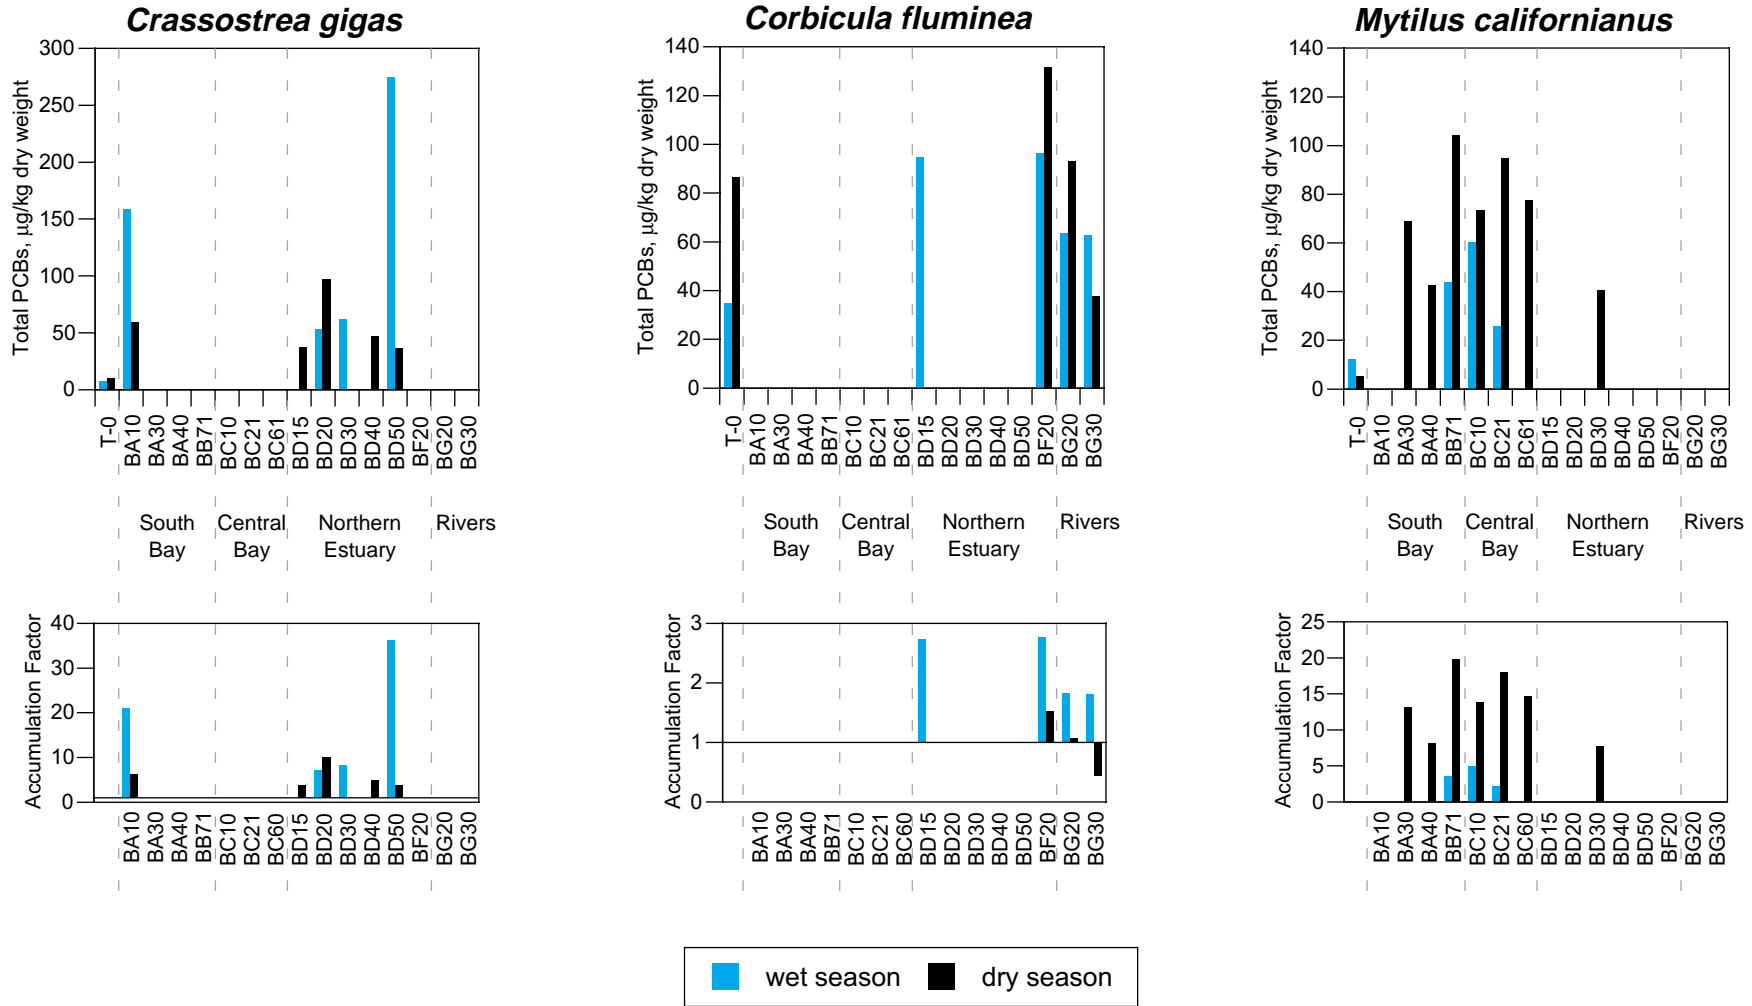 Crassostrea gigas
Total PCBs, µg/kg dry weight
300
250
200
150
100
50
0
T-0
BA10
BA30
BA40
BB71
BC10
BC21
BC61
BD15
BD20
BD30
BD40
BD50
BF20
BG20
BG30
South Bay
Central Bay
Northern Estuary
Rivers
Accumulation Factor
40
30
20
10
0
BA10
BA30
BA40
BB71
BC10
BC21
BC60
BD15
BD20
BD30
BD40
BD50
BF20
BG20
BG30
Corbicula fluminea
Total PCBs, µg/kg dry weight
140
120
100
80
60
40
20
0
T-0
BA10
BA30
BA40
BB71
BC10
BC21
BC61
BD15
BD20
BD30
BD40
BD50
BF20
BG20
BG30
South Bay
Central Bay
Northern Estuary
Rivers
Accumulation Factor
3
2
1
0
BA10
BA30
BA40
BB71
BC10
BC21
BC60
BD15
BD20
BD30
BD40
BD50
BF20
BG20
BG30
Mytilus californianus
Total PCBs, µg/kg dry weight
140
120
100
80
60
40
20
0
T-0
BA10
BA30
BA40
BB71
BC10
BC21
BC61
BD15
BD20
BD30
BD40
BD50
BF20
BG20
BG30
South Bay
Central Bay
Northern Estuary
Rivers
Accumulation Factor
25
20
15
10
5
0
BA10
BA30
BA40
BB71
BC10
BC21
BC60
BD15
BD20
BD30
BD40
BD50
BF20
BG20
BG30
wet season
dry season